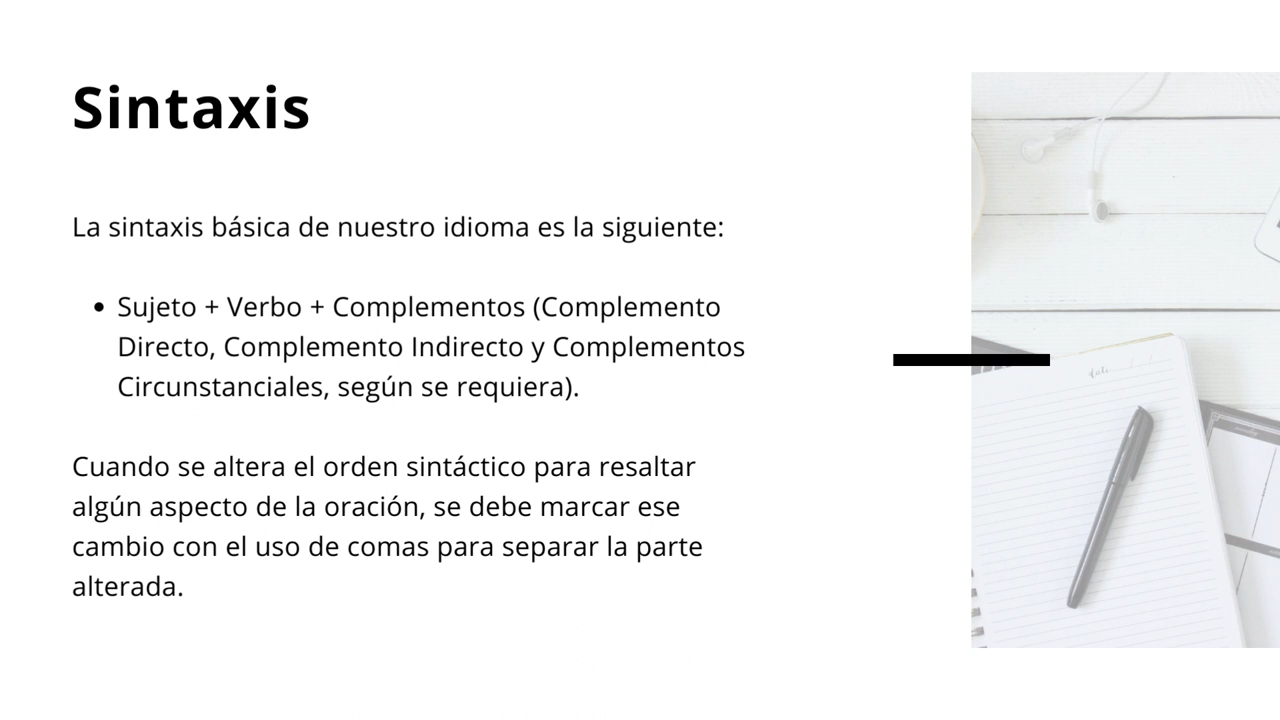 Sintaxis
La sintaxis básica de nuestro idioma es la siguiente:
• Sujeto + Verbo + Complementos (Complemento
Directo, Complemento Indirecto y Complementos
Circunstanciales, según se requiera).
Cuando se altera el orden sintáctico para resaltar
algún aspecto de la oración, se debe marcar ese
cambio con el uso de comas para separar la parte
alterada.